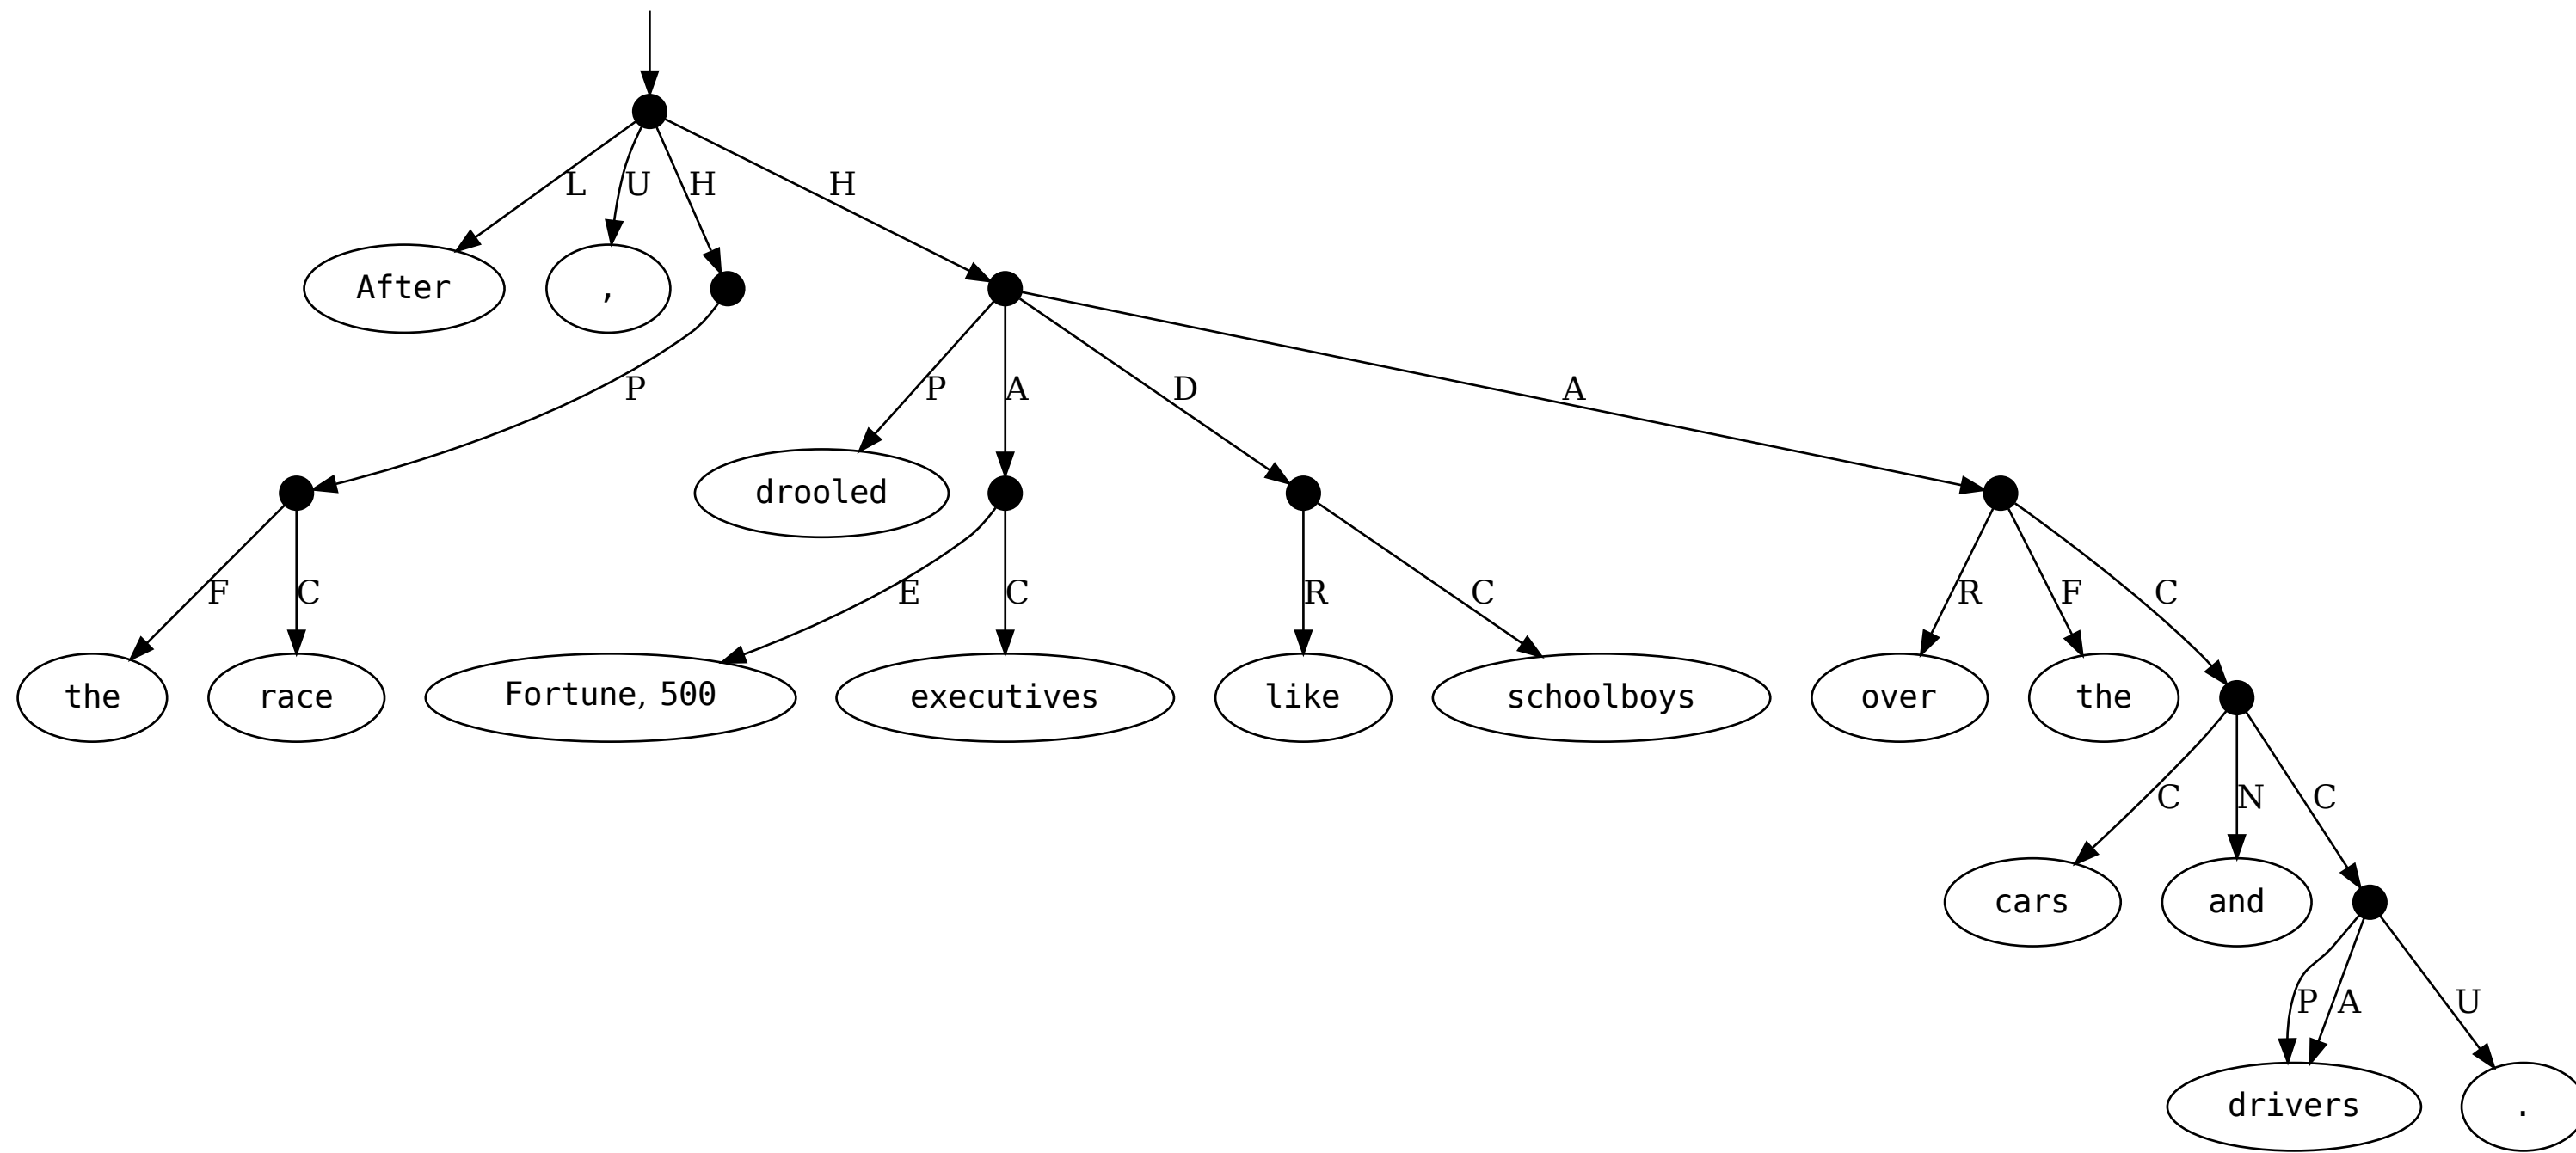 L U H H
After ,
P P A D A
drooled
F C E C R C R F C
the race Fortune, 500 executives like schoolboys over the
C N C
cars and
P A U
drivers .